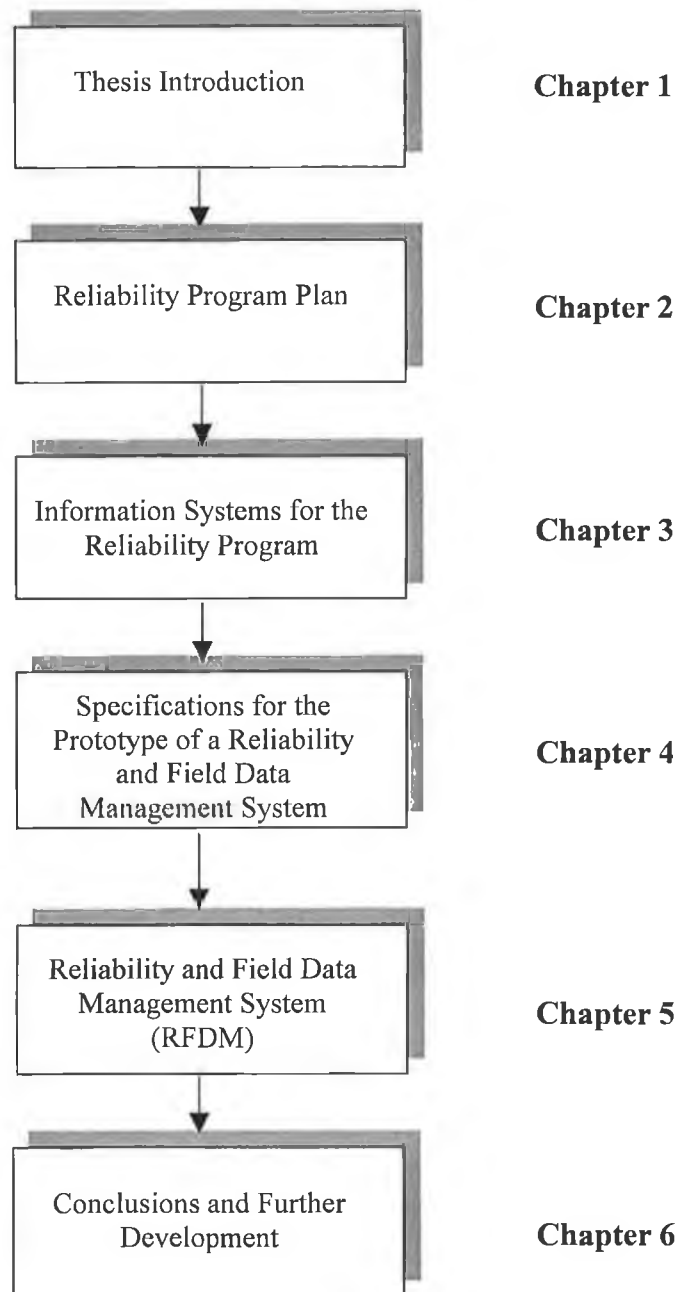 Thesis Introduction
Chapter 1
Reliability Program Plan
Chapter 2
Information Systems for the
Reliability Program
Chapter 3
Specifications for the
Prototype of a Reliability
and Field Data
Management System
Chapter 4
Reliability and Field Data
Management System
(RFDM)
Chapter 5
Conclusions and Further
Development
Chapter 6